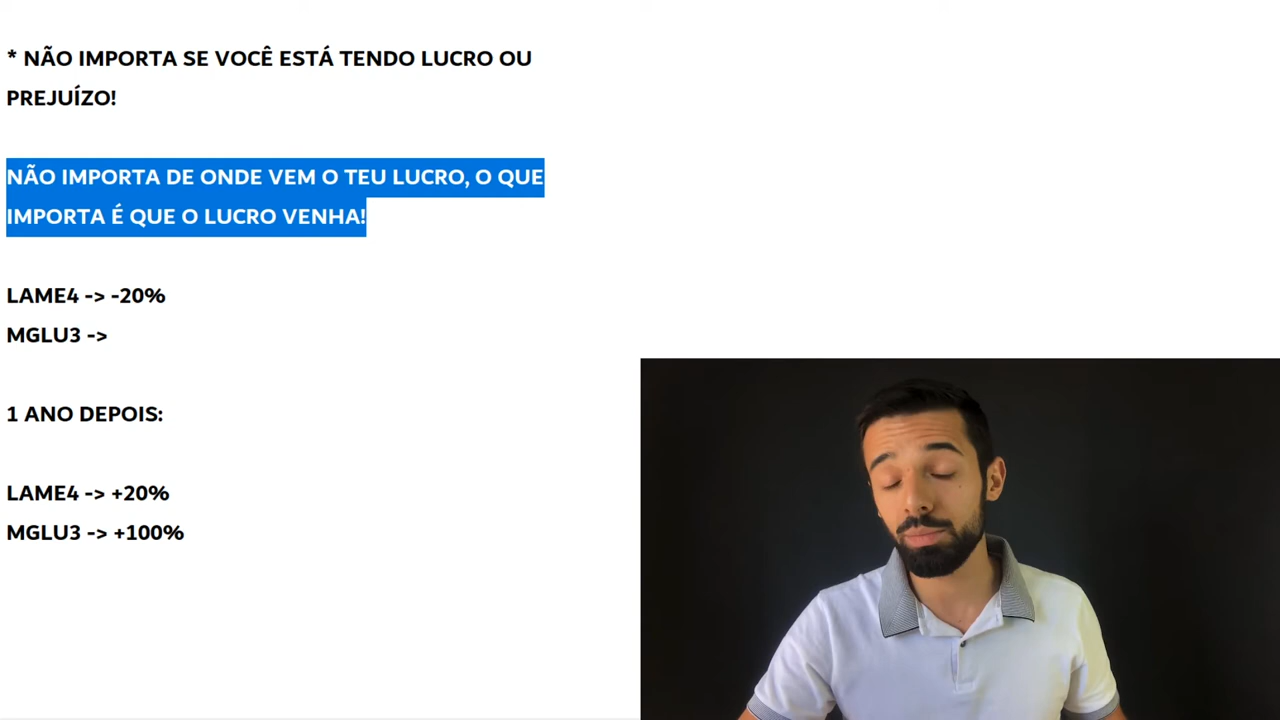 * NÃO IMPORTA SE VOCÊ ESTÁ TENDO LUCRO OU
PREJUÍZO!
NÃO IMPORTA DE ONDE VEM O TEU LUCRO, O QUE
IMPORTA É QUE O LUCRO VENHA!
LAME4 -> -20%
MGLU3 ->
1 ANO DEPOIS:
LAME4 -> +20%
MGLU3 -> +100%